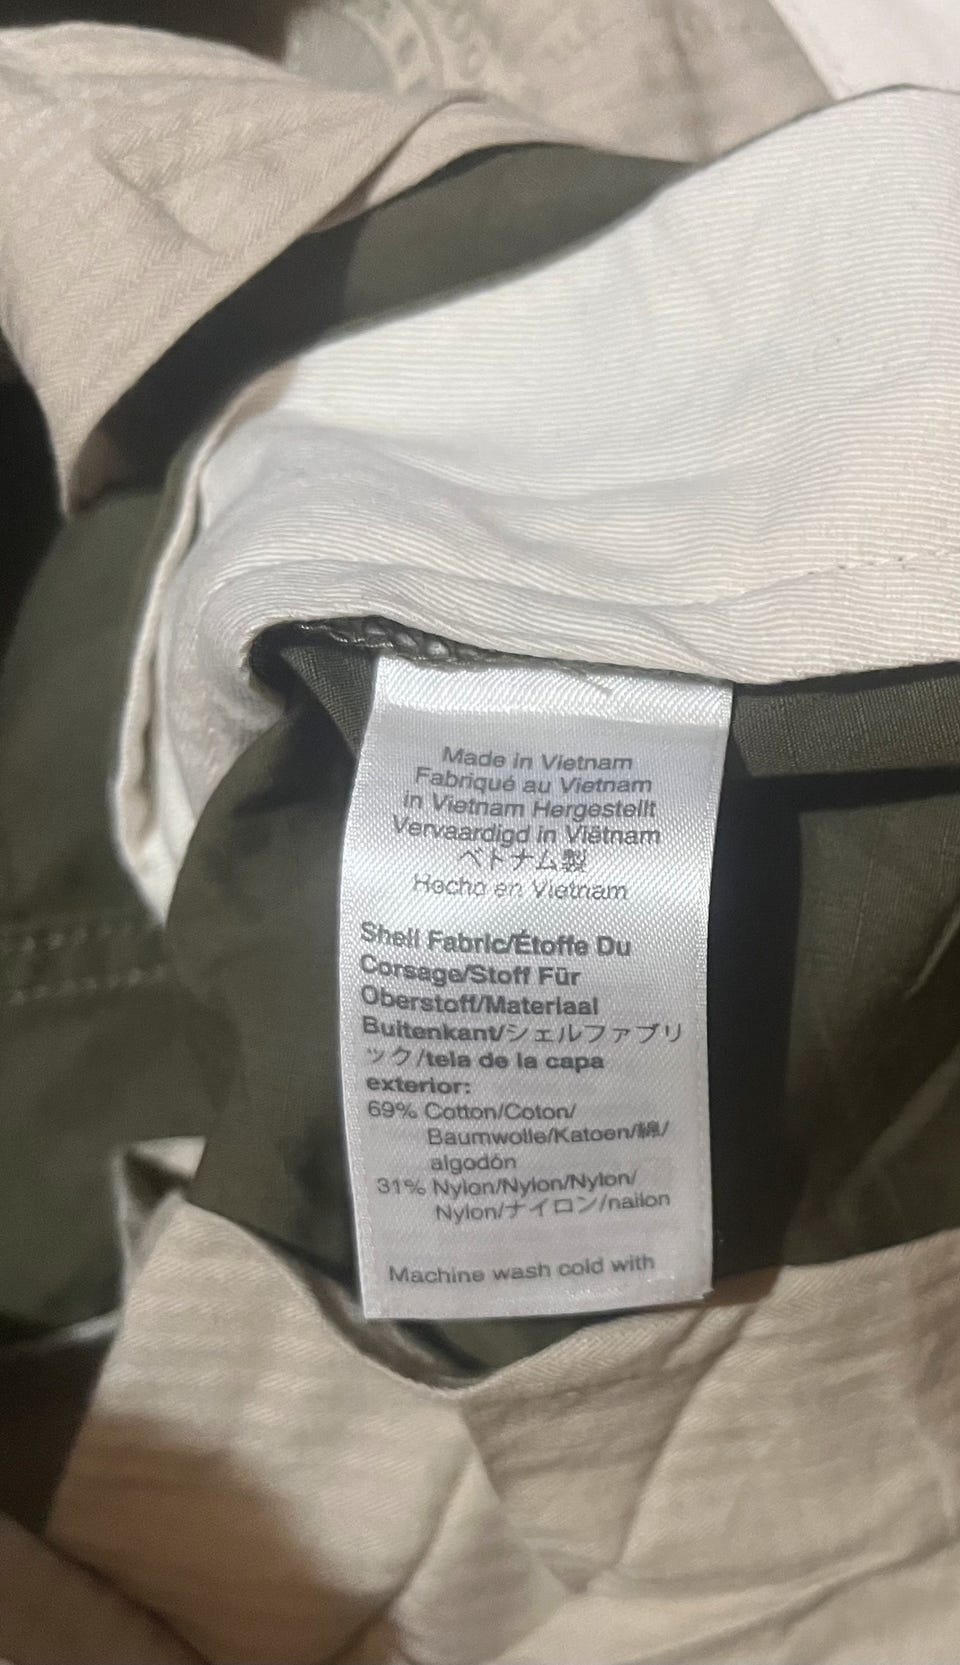 Made in Vietnam
Fabriqué au Vietnam
in Vietnam Hergestellt
Vervaardigd in Viëtnam
ベトナム製
Hecho en Vietnam
Shell Fabric/Étoffe Du
Corsage/Stoff Für
Oberstoff/Materiaal
Buitenkant/シェルファブリ
ック/tela de la capa
exterior:
69% Cotton/Coton/
Baumwolle/Katoen/綿/
algodón
31% Nylon/Nylon/Nylon/
Nylon/ナイロン/nailon
Machine wash cold with